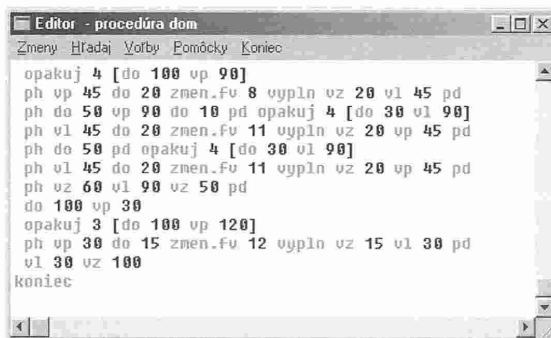 Editor - procedúra dom
Zmeny Hľadaj Voľby Pomôcky Koniec
opakuj 4 [do 100 vp 90]
ph vp 45 do 20 zmen.fv 8 vypln vz 20 vl 45 pd
ph do 50 vp 90 do 10 pd opakuj 4 [do 30 vl 90]
ph vl 45 do 20 zmen.fv 11 vypln vz 20 vp 45 pd
ph do 50 pd opakuj 4 [do 30 vl 90]
ph vl 45 do 20 zmen.fv 11 vypln vz 20 vp 45 pd
ph vz 60 vl 90 vz 50 pd
do 100 vp 30
opakuj 3 [do 100 vp 120]
ph vp 30 do 15 zmen.fv 12 vypln vz 15 vl 30 pd
vl 30 vz 100
koniec